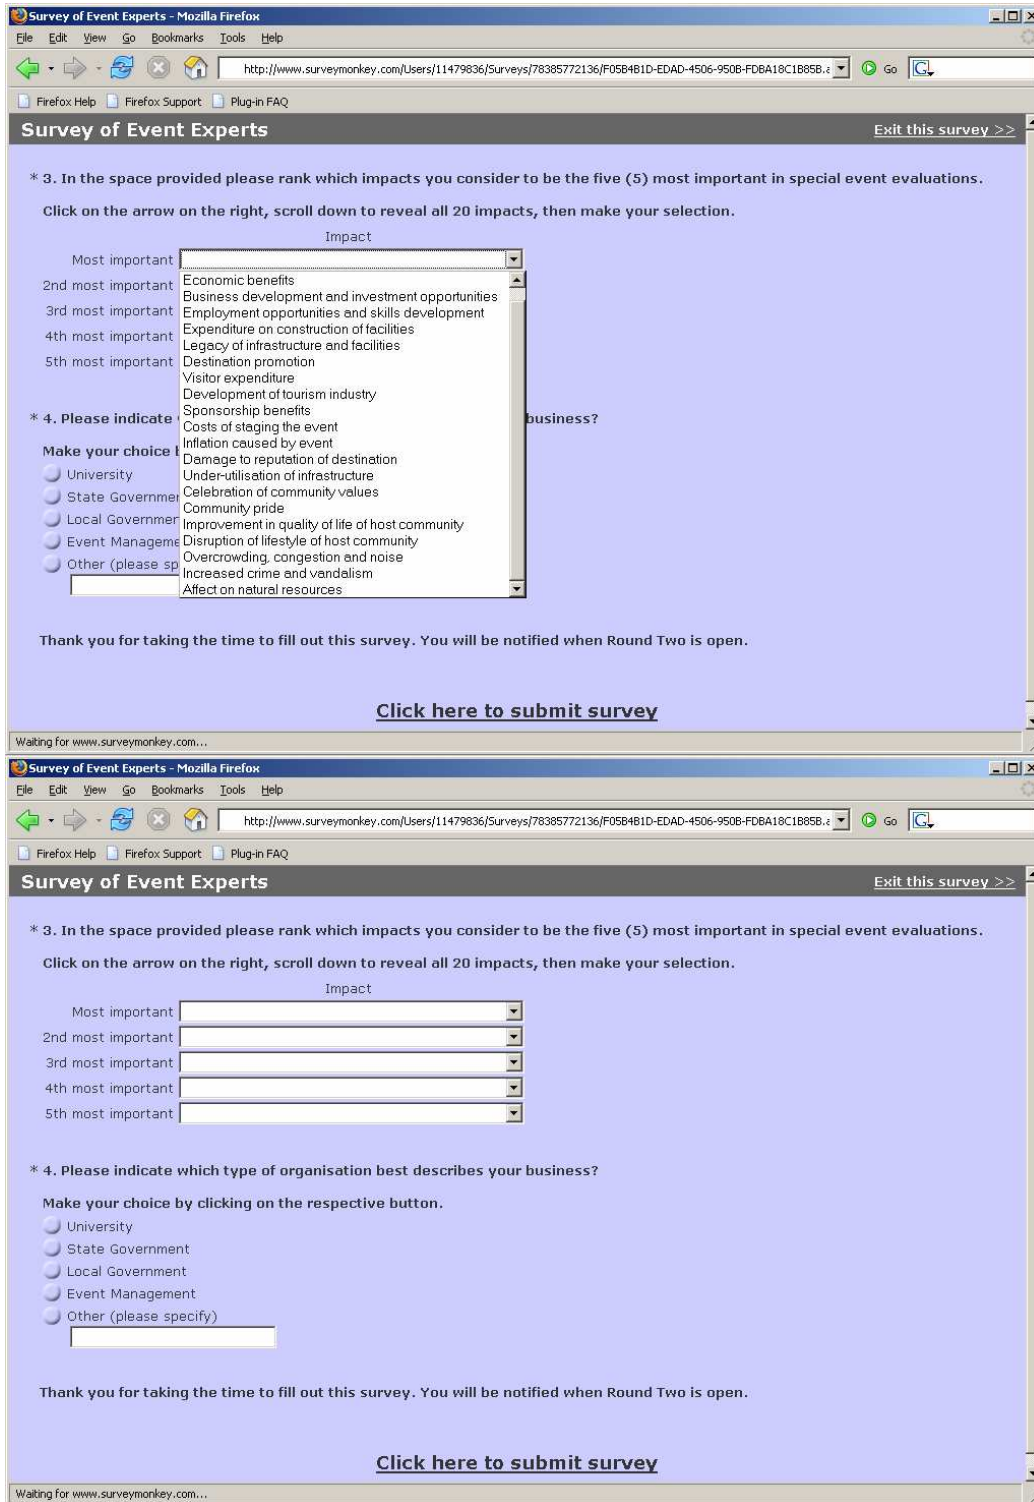 Survey of Event Experts - Mozilla Firefox
File Edit View Go Bookmarks Tools Help
http://www.surveymonkey.com/Users/11479836/Surveys/78385772136/F05B4B1D-EDAD-4506-950B-FDBA18C1B85B.a Go G
Firefox Help Firefox Support Plug-in FAQ
Survey of Event Experts Exit this survey >>
* 3. In the space provided please rank which impacts you consider to be the five (5) most important in special event evaluations.
Click on the arrow on the right, scroll down to reveal all 20 impacts, then make your selection.
Impact
Most important
2nd most important
3rd most important
4th most important
5th most important
Economic benefits
Business development and investment opportunities
Employment opportunities and skills development
Expenditure on construction of facilities
Legacy of infrastructure and facilities
Destination promotion
Visitor expenditure
Development of tourism industry
Sponsorship benefits
Costs of staging the event
Inflation caused by event
Damage to reputation of destination
Under-utilisation of infrastructure
Celebration of community values
Community pride
Improvement in quality of life of host community
Disruption of lifestyle of host community
Overcrowding, congestion and noise
Increased crime and vandalism
Affect on natural resources
* 4. Please indicate business?
Make your choice
University
State Governmen
Local Governmen
Event Manageme
Other (please sp
Thank you for taking the time to fill out this survey. You will be notified when Round Two is open.
Click here to submit survey
Waiting for www.surveymonkey.com...
Survey of Event Experts - Mozilla Firefox
File Edit View Go Bookmarks Tools Help
http://www.surveymonkey.com/Users/11479836/Surveys/78385772136/F05B4B1D-EDAD-4506-950B-FDBA18C1B85B.a Go G
Firefox Help Firefox Support Plug-in FAQ
Survey of Event Experts Exit this survey >>
* 3. In the space provided please rank which impacts you consider to be the five (5) most important in special event evaluations.
Click on the arrow on the right, scroll down to reveal all 20 impacts, then make your selection.
Impact
Most important
2nd most important
3rd most important
4th most important
5th most important
* 4. Please indicate which type of organisation best describes your business?
Make your choice by clicking on the respective button.
University
State Government
Local Government
Event Management
Other (please specify)
Thank you for taking the time to fill out this survey. You will be notified when Round Two is open.
Click here to submit survey
Waiting for www.surveymonkey.com...